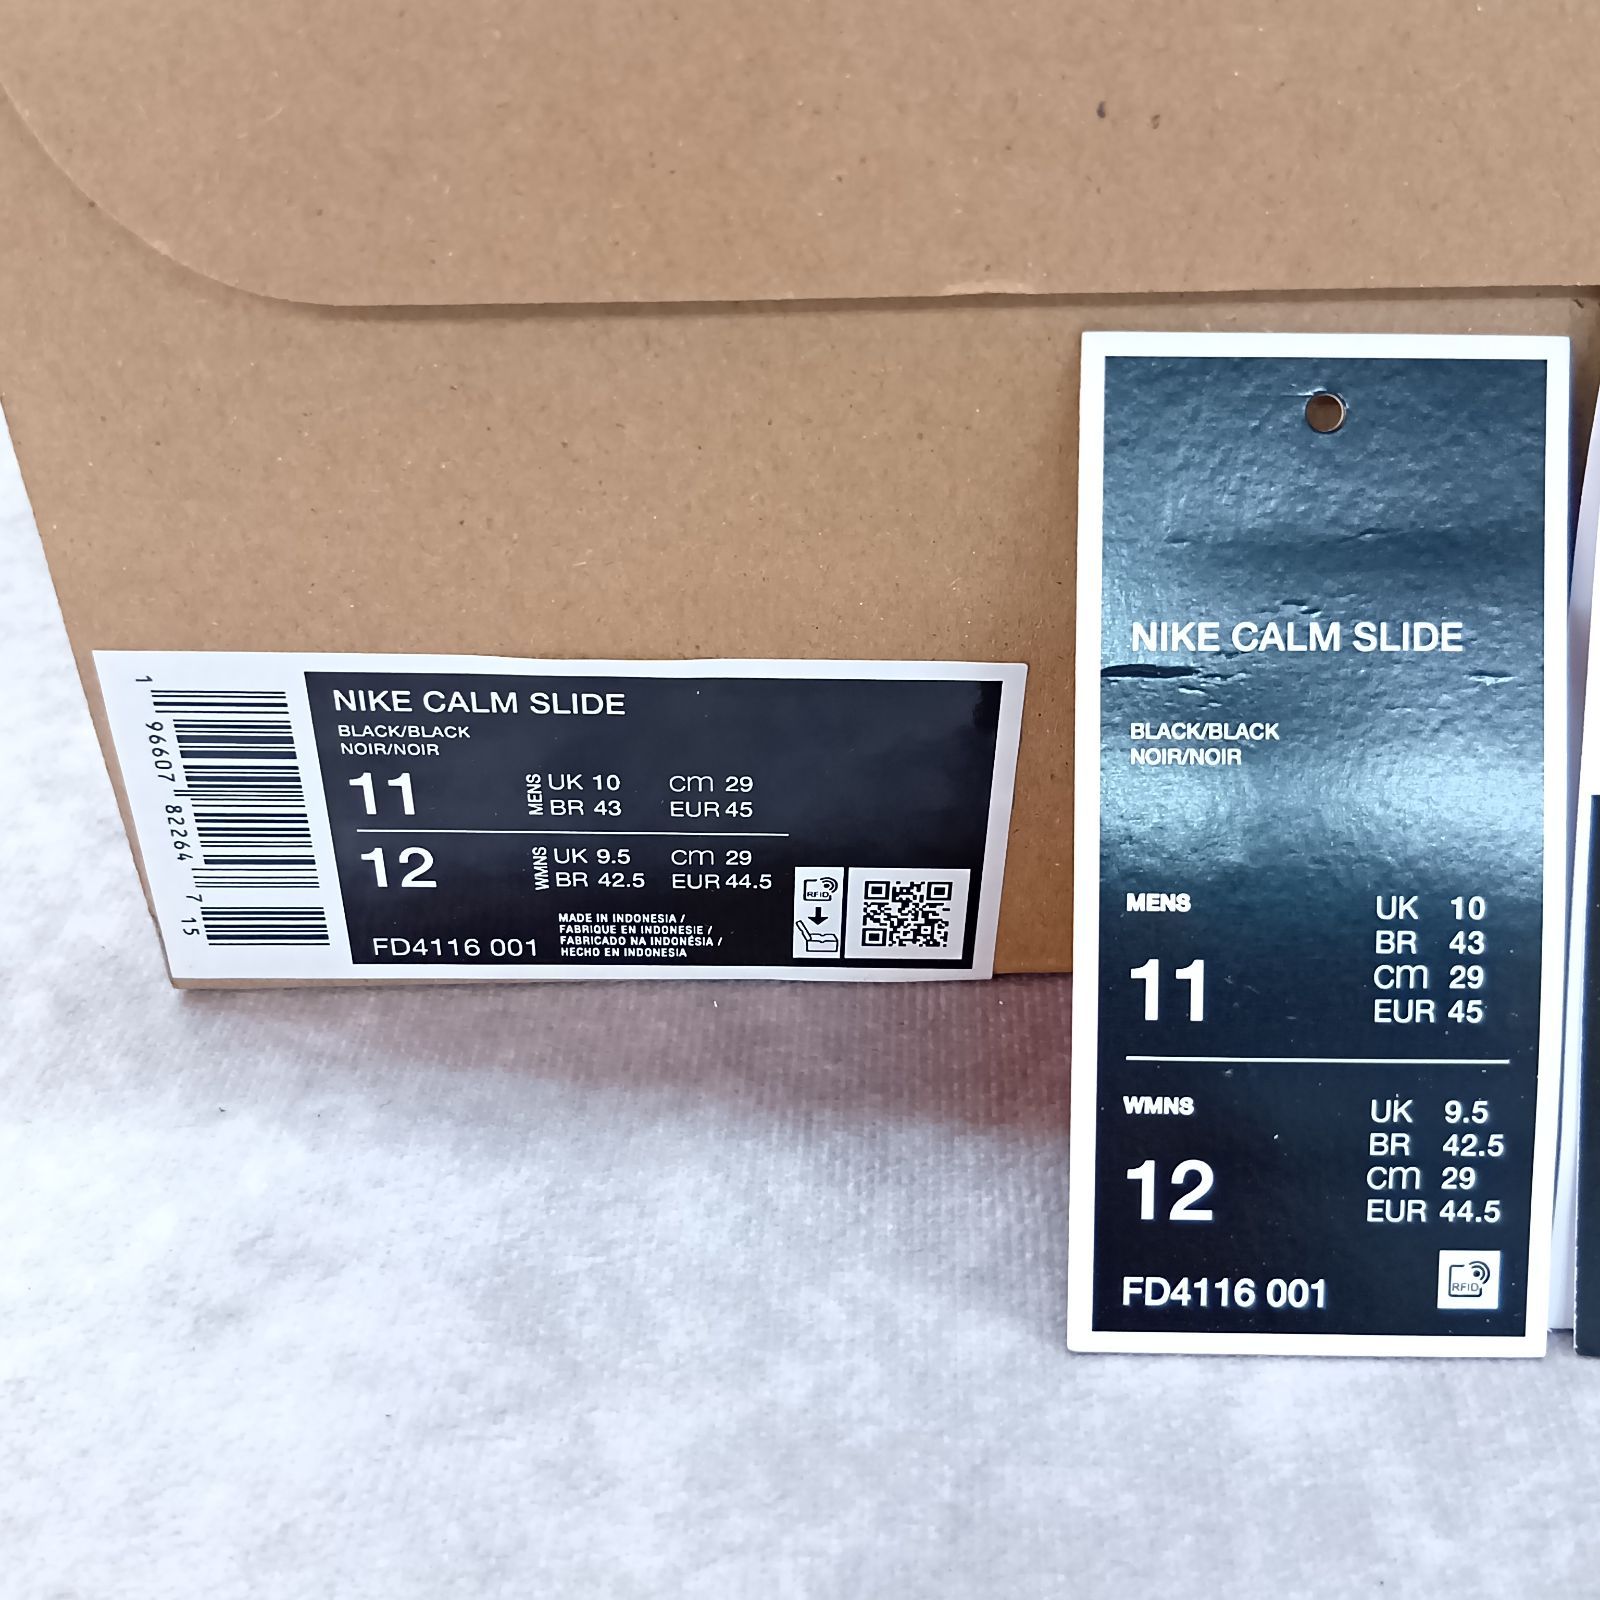 1 96607 82264 7 15
NIKE CALM SLIDE
BLACK/BLACK
NOIR/NOIR
11 MENS UK 10 cm 29
BR 43 EUR 45
12 WMNS UK 9.5 cm 29
BR 42.5 EUR 44.5
FD4116 001
MADE IN INDONESIA /
FABRIQUE EN INDONESIE /
FABRICADO NA INDONÉSIA /
HECHO EN INDONESIA
RFID
NIKE CALM SLIDE
BLACK/BLACK
NOIR/NOIR
MENS
11
UK 10
BR 43
cm 29
EUR 45
WMNS
12
UK 9.5
BR 42.5
cm 29
EUR 44.5
FD4116 001
RFID